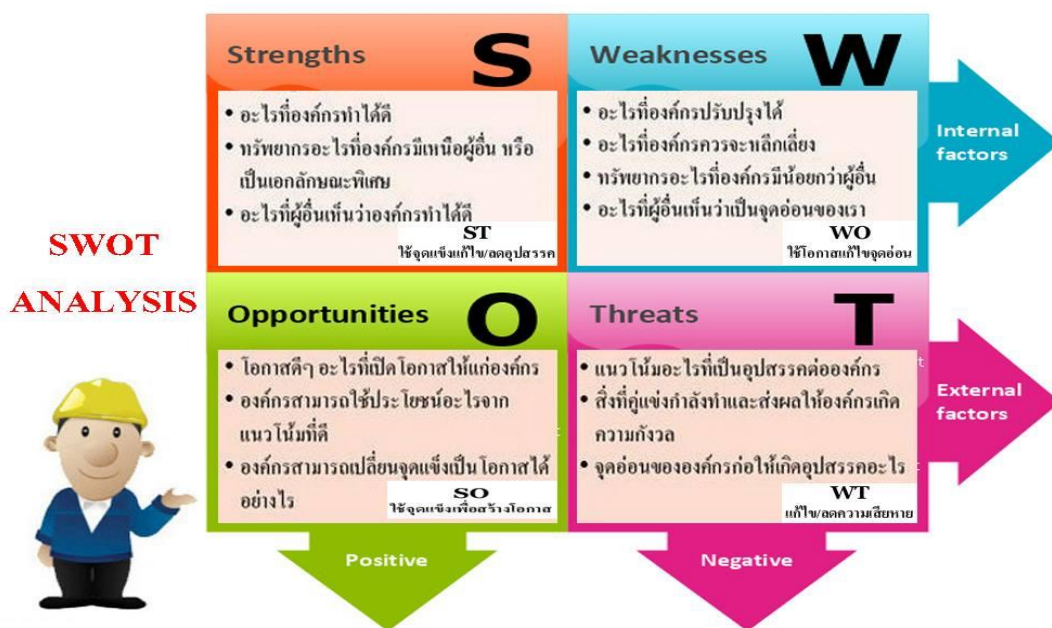 SWOT
ANALYSIS
Strengths
S
• อะไรที่องค์กรทำได้ดี
• ทรัพยากรอะไรที่องค์กรมีเหนือผู้อื่น หรือ
เป็นเอกลักษณะพิเศษ
• อะไรที่ผู้อื่นเห็นว่าองค์กรทำได้ดี
ST
ใช้จุดแข็งแก้ไข/ลดอุปสรรค
Weaknesses
W
• อะไรที่องค์กรปรับปรุงได้
• อะไรที่องค์กรควรจะหลีกเลี่ยง
• ทรัพยากรอะไรที่องค์กรมีน้อยกว่าผู้อื่น
• อะไรที่ผู้อื่นเห็นว่าเป็นจุดอ่อนของเรา
WO
ใช้โอกาสแก้ไขจุดอ่อน
Internal
factors
Opportunities
O
• โอกาสดีๆ อะไรที่เปิดโอกาสให้แก่องค์กร
• องค์กรสามารถใช้ประโยชน์อะไรจาก
แนวโน้มที่ดี
• องค์กรสามารถเปลี่ยนจุดแข็งเป็นโอกาสได้
อย่างไร
SO
ใช้จุดแข็งเพื่อสร้างโอกาส
Threats
T
• แนวโน้มอะไรที่เป็นอุปสรรคต่อองค์กร
• สิ่งที่คู่แข่งกำลังทำและส่งผลให้องค์กรเกิด
ความกังวล
• จุดอ่อนขององค์กรก่อให้เกิดอุปสรรคอะไร
WT
แก้ไข/ลดความเสียหาย
External
factors
Positive
Negative